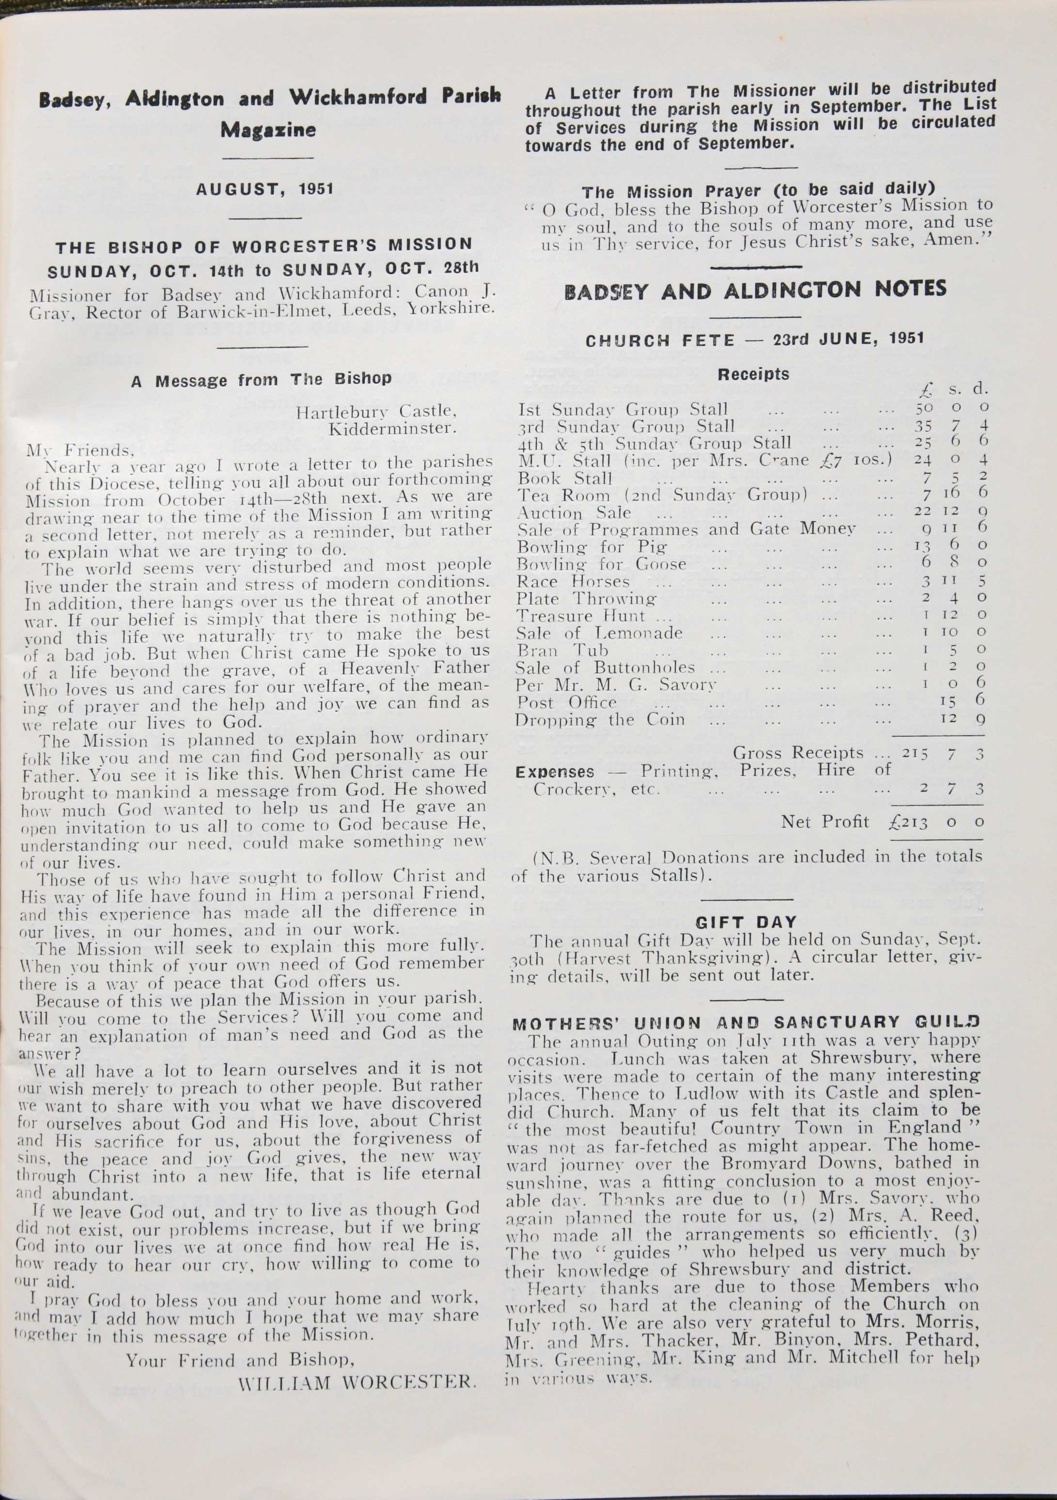 Badsey, Aldington and Wickhamford Parish
Magazine
AUGUST, 1951
THE BISHOP OF WORCESTER'S MISSION
SUNDAY, OCT. 14th to SUNDAY, OCT. 28th
Missioner for Badsey and Wickhamford: Canon J.
Gray, Rector of Barwick-in-Elmet, Leeds, Yorkshire.
A Message from The Bishop
Hartlebury Castle,
Kidderminster.
My Friends,
Nearly a year ago I wrote a letter to the parishes
of this Diocese, telling you all about our forthcoming
Mission from October 14th—28th next. As we are
drawing near to the time of the Mission I am writing
a second letter, not merely as a reminder, but rather
to explain what we are trying to do.
The world seems very disturbed and most people
live under the strain and stress of modern conditions.
In addition, there hangs over us the threat of another
war. If our belief is simply that there is nothing be-
yond this life we naturally try to make the best
of a bad job. But when Christ came He spoke to us
of a life beyond the grave, of a Heavenly Father
Who loves us and cares for our welfare, of the mean-
ing of prayer and the help and joy we can find as
we relate our lives to God.
The Mission is planned to explain how ordinary
folk like you and me can find God personally as our
Father. You see it is like this. When Christ came He
brought to mankind a message from God. He showed
how much God wanted to help us and He gave an
open invitation to us all to come to God because He,
understanding our need, could make something new
of our lives.
Those of us who have sought to follow Christ and
His way of life have found in Him a personal Friend,
and this experience has made all the difference in
our lives, in our homes, and in our work.
The Mission will seek to explain this more fully.
When you think of your own need of God remember
there is a way of peace that God offers us.
Because of this we plan the Mission in your parish.
Will you come to the Services? Will you come and
hear an explanation of man's need and God as the
answer?
We all have a lot to learn ourselves and it is not
our wish merely to preach to other people. But rather
we want to share with you what we have discovered
for ourselves about God and His love, about Christ
and His sacrifice for us, about the forgiveness of
sins, the peace and joy God gives, the new way
through Christ into a new life, that is life eternal
and abundant.
If we leave God out, and try to live as though God
did not exist, our problems increase, but if we bring
God into our lives we at once find how real He is,
how ready to hear our cry, how willing to come to
our aid.
I pray God to bless you and your home and work,
and may I add how much I hope that we may share
together in this message of the Mission.
Your Friend and Bishop,
WILLIAM WORCESTER.
A Letter from The Missioner will be distributed
throughout the parish early in September. The List
of Services during the Mission will be circulated
towards the end of September.
The Mission Prayer (to be said daily)
" O God, bless the Bishop of Worcester's Mission to
my soul, and to the souls of many more, and use
us in Thy service, for Jesus Christ's sake, Amen."
BADSEY AND ALDINGTON NOTES
CHURCH FETE — 23rd JUNE, 1951
Receipts
£ s. d.
1st Sunday Group Stall ... ... ... 50 0 0
3rd Sunday Group Stall ... ... ... 35 7 4
4th & 5th Sunday Group Stall ... ... 25 6 6
M.U. Stall (inc. per Mrs. Crane £7 10s.) 24 0 4
Book Stall ... ... ... ... ... 7 5 2
Tea Room (2nd Sunday Group) ... ... 7 16 6
Auction Sale ... ... ... ... ... 22 12 9
Sale of Programmes and Gate Money ... 9 11 6
Bowling for Pig ... ... ... ... 13 6 0
Bowling for Goose ... ... ... ... 6 8 0
Race Horses ... ... ... ... ... 3 11 5
Plate Throwing ... ... ... ... 2 4 0
Treasure Hunt ... ... ... ... ... 1 12 0
Sale of Lemonade ... ... ... ... 1 10 0
Bran Tub ... ... ... ... ... 1 5 0
Sale of Buttonholes ... ... ... ... 1 2 0
Per Mr. M. G. Savory ... ... ... 1 0 6
Post Office ... ... ... ... ... 15 6
Dropping the Coin ... ... ... ... 12 9
Gross Receipts ... 215 7 3
Expenses — Printing, Prizes, Hire of
Crockery, etc. ... ... ... ... 2 7 3
Net Profit £213 0 0
(N.B. Several Donations are included in the totals
of the various Stalls).
GIFT DAY
The annual Gift Day will be held on Sunday, Sept.
30th (Harvest Thanksgiving). A circular letter, giv-
ing details, will be sent out later.
MOTHERS' UNION AND SANCTUARY GUILD
The annual Outing on July 11th was a very happy
occasion. Lunch was taken at Shrewsbury, where
visits were made to certain of the many interesting
places. Thence to Ludlow with its Castle and splen-
did Church. Many of us felt that its claim to be
" the most beautiful Country Town in England "
was not as far-fetched as might appear. The home-
ward journey over the Bromyard Downs, bathed in
sunshine, was a fitting conclusion to a most enjoy-
able day. Thanks are due to (1) Mrs. Savory, who
again planned the route for us, (2) Mrs. A. Reed,
who made all the arrangements so efficiently, (3)
The two " guides " who helped us very much by
their knowledge of Shrewsbury and district.
Hearty thanks are due to those Members who
worked so hard at the cleaning of the Church on
July 19th. We are also very grateful to Mrs. Morris,
Mr. and Mrs. Thacker, Mr. Binyon, Mrs. Pethard,
Mrs. Greening, Mr. King and Mr. Mitchell for help
in various ways.